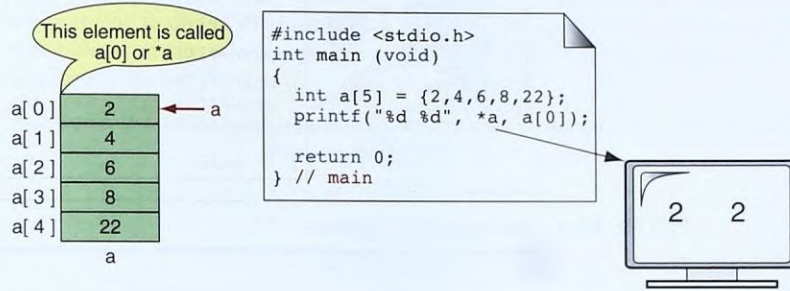 This element is called
a[0] or *a
a[ 0 ] 2 a
a[ 1 ] 4
a[ 2 ] 6
a[ 3 ] 8
a[ 4 ] 22
a
#include <stdio.h>
int main (void)
{
int a[5] = {2,4,6,8,22};
printf("%d %d", *a, a[0]);
return 0;
} // main
2 2